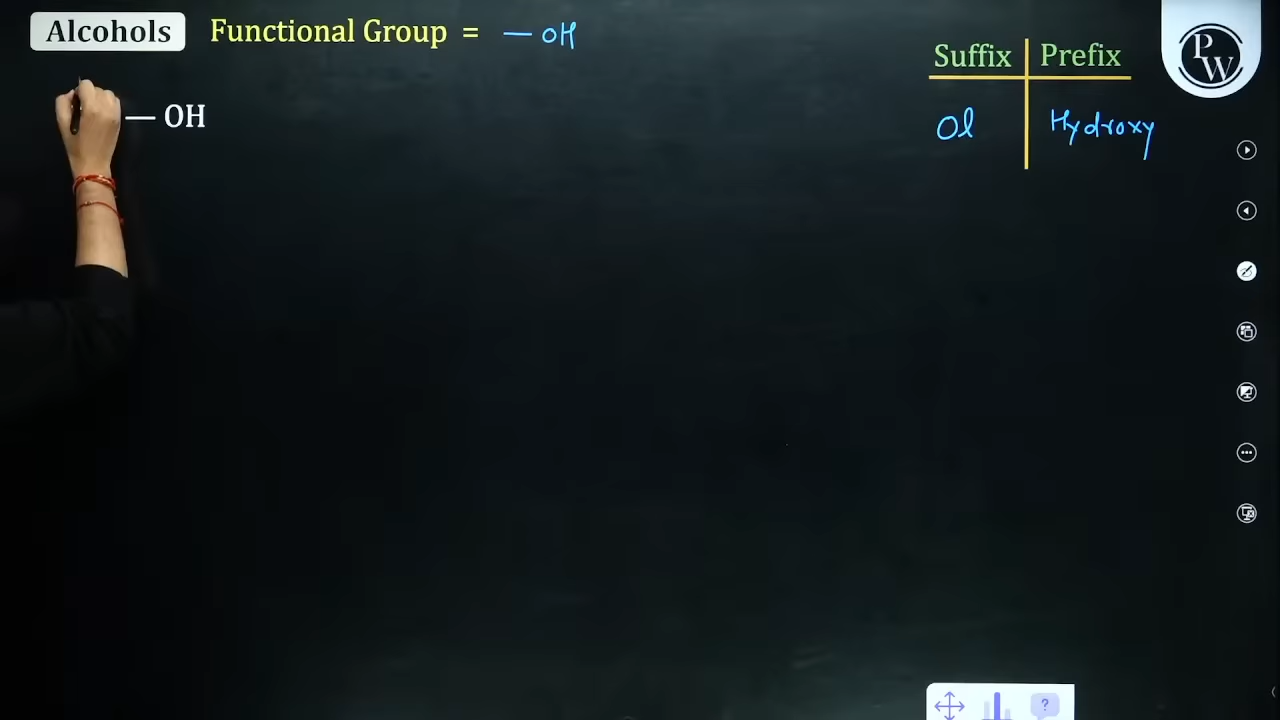 Alcohols Functional Group = — OH
Suffix Prefix
Ol Hydroxy
— OH
PW
?